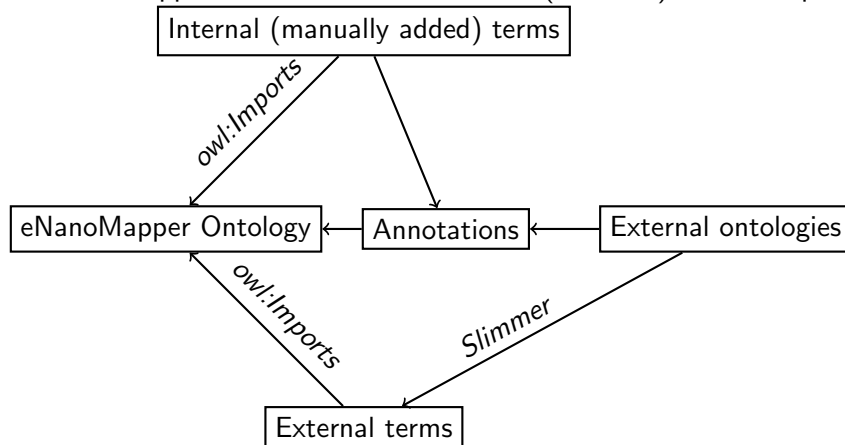 Internal (manually added) terms
owl:Imports
eNanoMapper Ontology
Annotations
External ontologies
owl:Imports
Slimmer
External terms